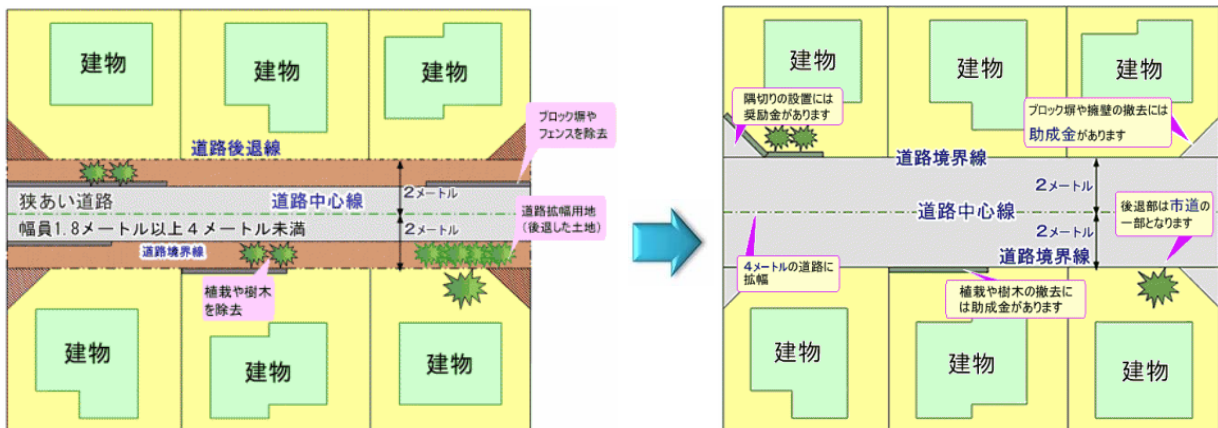 建物
建物
建物
ブロック塀や
フェンスを除去
道路後退線
2メートル
狭あい道路
道路中心線
幅員1.8メートル以上4メートル未満
2メートル
道路拡幅用地
(後退した土地)
道路境界線
植栽や樹木
を除去
建物
建物
建物
建物
建物
建物
隅切りの設置には
奨励金があります
ブロック塀や擁壁の撤去には
助成金があります
道路境界線
2メートル
道路中心線
後退部は市道の
一部となります
2メートル
道路境界線
4メートルの道路に
拡幅
植栽や樹木の撤去に
は助成金があります
建物
建物
建物